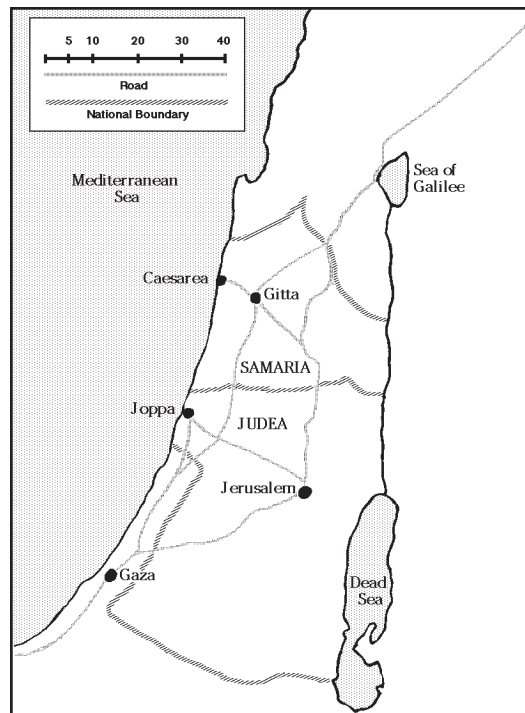 5 10 20 30 40
Road
National Boundary
Mediterranean
Sea
Sea of
Galilee
Caesarea
Gitta
SAMARIA
Joppa
JUDEA
Jerusalem
Gaza
Dead
Sea